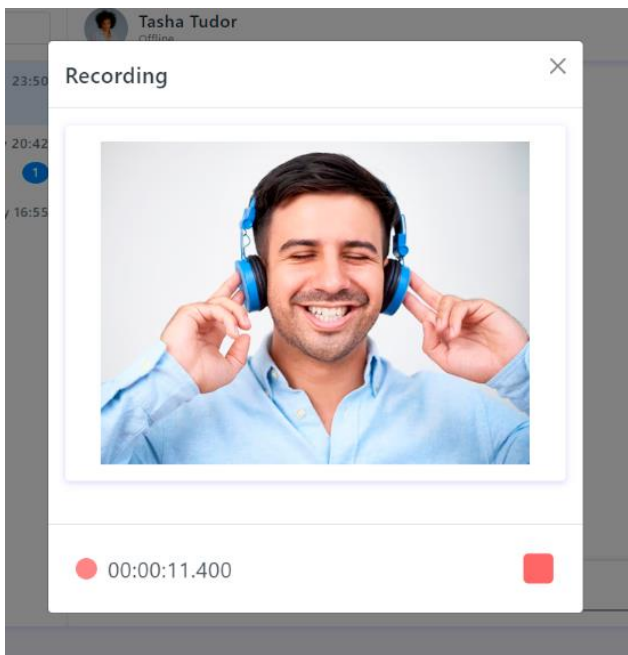 Tasha Tudor
Offline
23:50
Recording
20:42
1
y 16:55
00:00:11.400